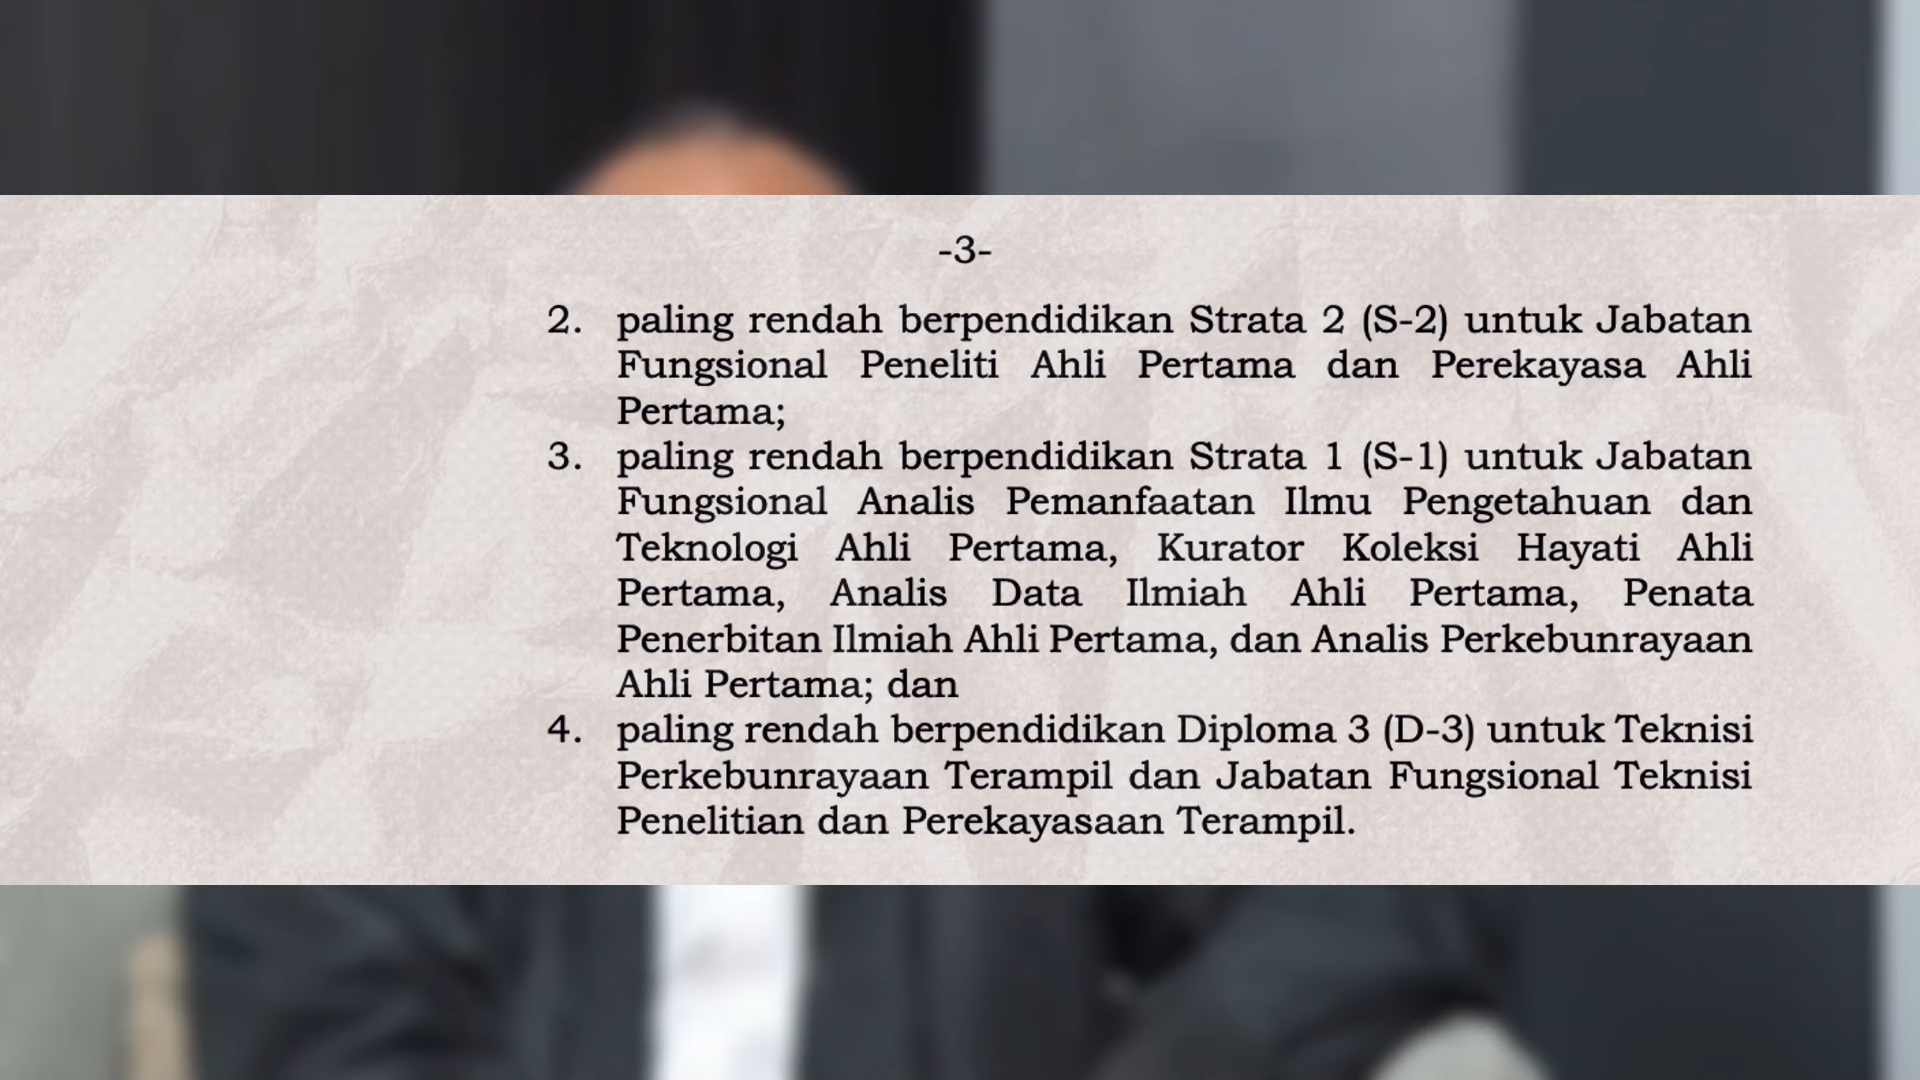 -3-
2. paling rendah berpendidikan Strata 2 (S-2) untuk Jabatan
Fungsional Peneliti Ahli Pertama dan Perekayasa Ahli
Pertama;
3. paling rendah berpendidikan Strata 1 (S-1) untuk Jabatan
Fungsional Analis Pemanfaatan Ilmu Pengetahuan dan
Teknologi Ahli Pertama, Kurator Koleksi Hayati Ahli
Pertama, Analis Data Ilmiah Ahli Pertama, Penata
Penerbitan Ilmiah Ahli Pertama, dan Analis Perkebunrayaan
Ahli Pertama; dan
4. paling rendah berpendidikan Diploma 3 (D-3) untuk Teknisi
Perkebunrayaan Terampil dan Jabatan Fungsional Teknisi
Penelitian dan Perekayasaan Terampil.